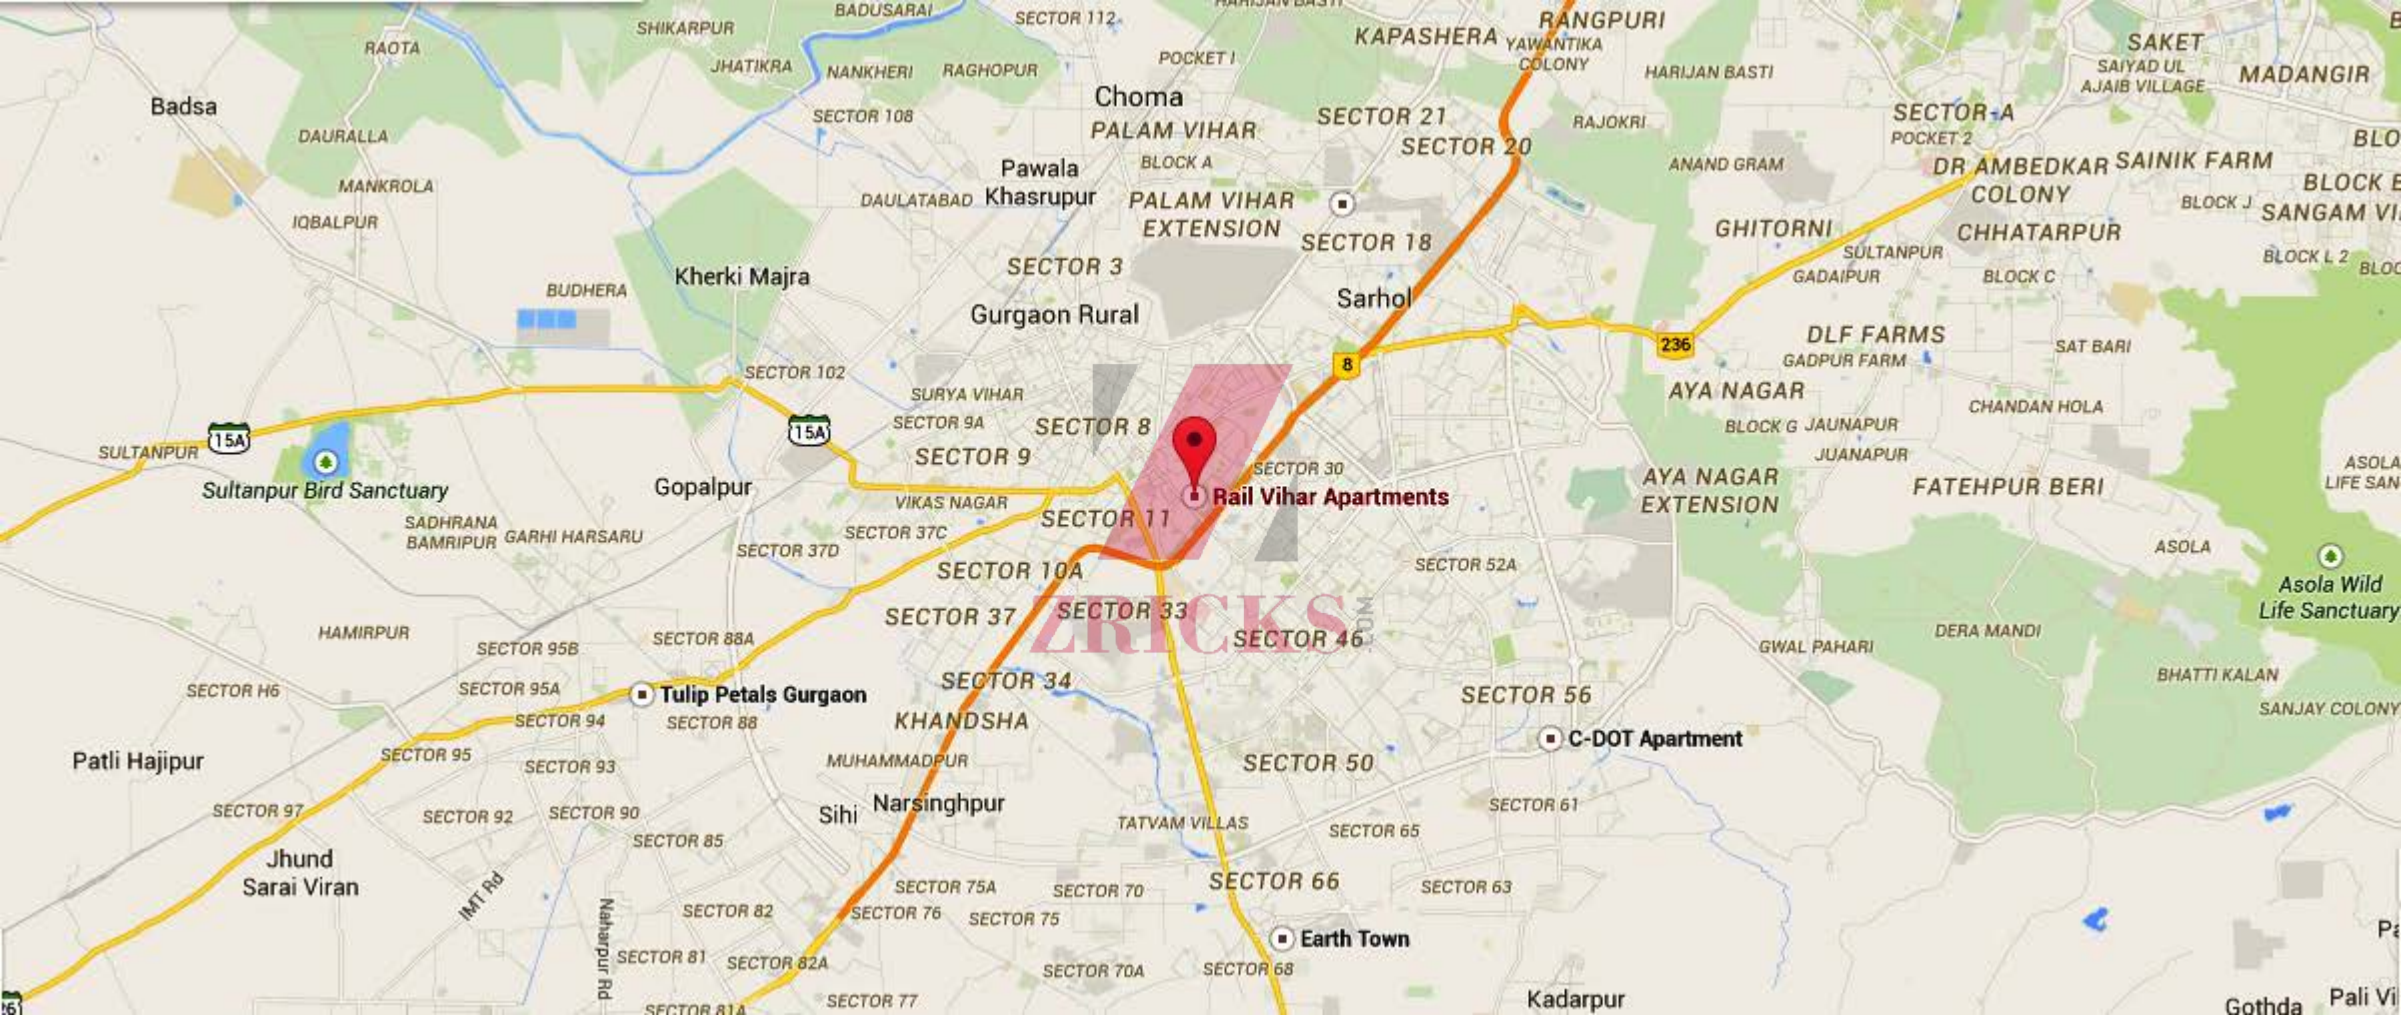 HARIJAN BASTI
BADUSARAI
SECTOR 112
RANGPURI
SHIKARPUR
KAPASHERA
YAWANTIKA
COLONY
RAOTA
SAKET
JHATIKRA
NANKHERI
RAGHOPUR
POCKET I
HARIJAN BASTI
SAIYAD UL
AJAIB VILLAGE
MADANGIR
Badsa
Choma
SECTOR 108
SECTOR 21
RAJOKRI
SECTOR-A
POCKET 2
DAURALLA
PALAM VIHAR
SECTOR 20
BLO
BLOCK A
ANAND GRAM
DR AMBEDKAR
COLONY
SAINIK FARM
Pawala
Khasrupur
MANKROLA
DAULATABAD
PALAM VIHAR
EXTENSION
BLOCK J
SANGAM VI
IQBALPUR
GHITORNI
CHHATARPUR
SECTOR 18
SULTANPUR
BLOCK L 2
SECTOR 3
Kherki Majra
GADAIPUR
BLOCK C
BUDHERA
Sarhol
Gurgaon Rural
DLF FARMS
236
SAT BARI
8
GADPUR FARM
SECTOR 102
SURYA VIHAR
AYA NAGAR
CHANDAN HOLA
SECTOR 9A
SECTOR 8
BLOCK G
JAUNAPUR
15A
15A
SULTANPUR
SECTOR 9
JUANAPUR
SECTOR 30
AYA NAGAR
EXTENSION
ASOLA
LIFE SAN
Sultanpur Bird Sanctuary
Gopalpur
Rail Vihar Apartments
FATEHPUR BERI
VIKAS NAGAR
SADHRANA
BAMRIPUR
GARHI HARSARU
SECTOR 11
SECTOR 37C
SECTOR 37D
ASOLA
SECTOR 10A
SECTOR 52A
Asola Wild
Life Sanctuary
SECTOR 37
SECTOR 33
ZRICKS
.COM
HAMIRPUR
SECTOR 88A
SECTOR 46
DERA MANDI
SECTOR 95B
GWAL PAHARI
SECTOR H6
SECTOR 95A
SECTOR 34
BHATTI KALAN
Tulip Petals Gurgaon
SECTOR 56
SECTOR 94
SECTOR 88
KHANDSHA
SANJAY COLONY
C-DOT Apartment
SECTOR 95
Patli Hajipur
SECTOR 93
MUHAMMADPUR
SECTOR 50
Narsinghpur
SECTOR 61
SECTOR 97
SECTOR 92
SECTOR 90
Sihi
TATVAM VILLAS
SECTOR 65
SECTOR 85
Jhund
Sarai Viran
SECTOR 75A
SECTOR 70
SECTOR 66
SECTOR 63
IMT Rd
SECTOR 82
SECTOR 76
SECTOR 75
Naharpur Rd
Earth Town
SECTOR 81
SECTOR 82A
SECTOR 70A
SECTOR 68
SECTOR 77
Kadarpur
Gothda
Pali Vi
SECTOR 81A